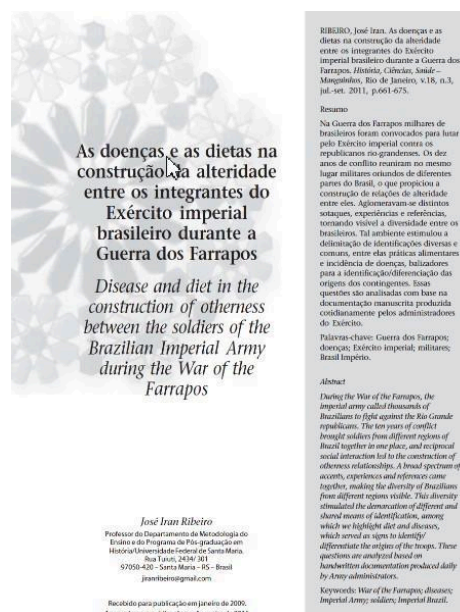 As doenças e as dietas na
construção da alteridade
entre os integrantes do
Exército imperial
brasileiro durante a
Guerra dos Farrapos
Disease and diet in the
construction of otherness
between the soldiers of the
Brazilian Imperial Army
during the War of the
Farrapos
José Iran Ribeiro
Professor do Departamento de Metodologia do
Ensino e do Programa de Pós-graduação em
História/Universidade Federal de Santa Maria.
Rua Tuiuti, 2434/ 301
97050-420 – Santa Maria – RS – Brasil
jiranribeiro@gmail.com
Recebido para publicação em janeiro de 2009.
RIBEIRO, José Iran. As doenças e as
dietas na construção da alteridade
entre os integrantes do Exército
imperial brasileiro durante a Guerra dos
Farrapos. História, Ciências, Saúde –
Manguinhos, Rio de Janeiro, v.18, n.3,
jul.-set. 2011, p.661-675.
Resumo
Na Guerra dos Farrapos milhares de
brasileiros foram convocados para lutar
pelo Exército imperial contra os
republicanos rio-grandenses. Os dez
anos de conflito reuniram no mesmo
lugar militares oriundos de diferentes
partes do Brasil, o que propiciou a
construção de relações de alteridade
entre eles. Aglomeravam-se distintos
sotaques, experiências e referências,
tornando visível a diversidade entre os
brasileiros. Tal ambiente estimulou a
delimitação de identificações diversas e
comuns, entre elas práticas alimentares
e incidência de doenças, balizadores
para a identificação/diferenciação das
origens dos contingentes. Essas
questões são analisadas com base na
documentação manuscrita produzida
cotidianamente pelos administradores
do Exército.
Palavras-chave: Guerra dos Farrapos;
doenças; Exército imperial; militares;
Brasil Império.
Abstract
During the War of the Farrapos, the
imperial army called thousands of
Brazilians to fight against the Rio Grande
republicans. The ten years of conflict
brought soldiers from different regions of
Brazil together in one place, and reciprocal
social interaction led to the construction of
otherness relationships. A broad spectrum of
accents, experiences and references came
together, making the diversity of Brazilians
from different regions visible. This diversity
stimulated the demarcation of different and
shared means of identification, among
which we highlight diet and diseases,
which served as signs to identify/
differentiate the origins of the troops. These
questions are analyzed based on
handwritten documentation produced daily
by Army administrators.
Keywords: War of the Farrapos; diseases;
Imperial Army; soldiers; Imperial Brazil.